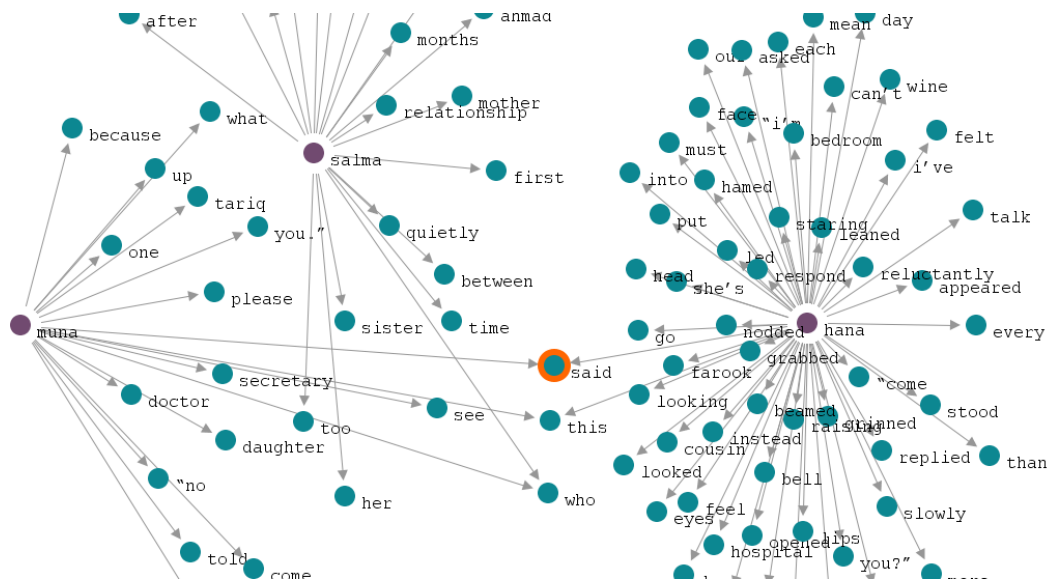 after
ahmad
months
mother
relationship
what
because
salma
first
up
tariq
you."
quietly
one
between
please
sister
time
muna
said
secretary
doctor
see
this
too
daughter
"no
her
who
told
come
mean
day
each
our
asked
can't
wine
face
"i'm
bedroom
felt
must
i've
into
hamed
put
staring
leaned
talk
led
head
she's
respond
reluctantly
appeared
go
nodded
hana
every
grabbed
farook
"come
looking
beamed
raising
grinned
stood
cousin
instead
replied
than
looked
bell
feel
eyes
slowly
opened
lips
hospital
you?"